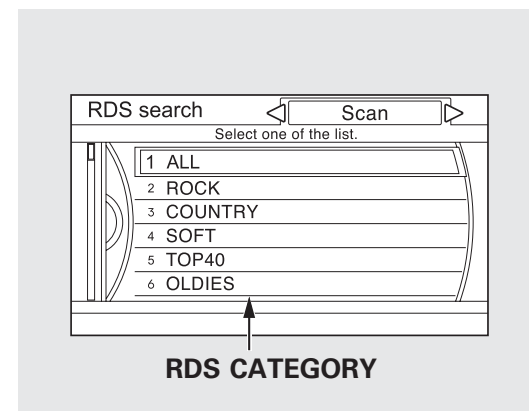 RDS search
Scan
Select one of the list.
1 ALL
2 ROCK
3 COUNTRY
4 SOFT
5 TOP40
6 OLDIES
RDS CATEGORY